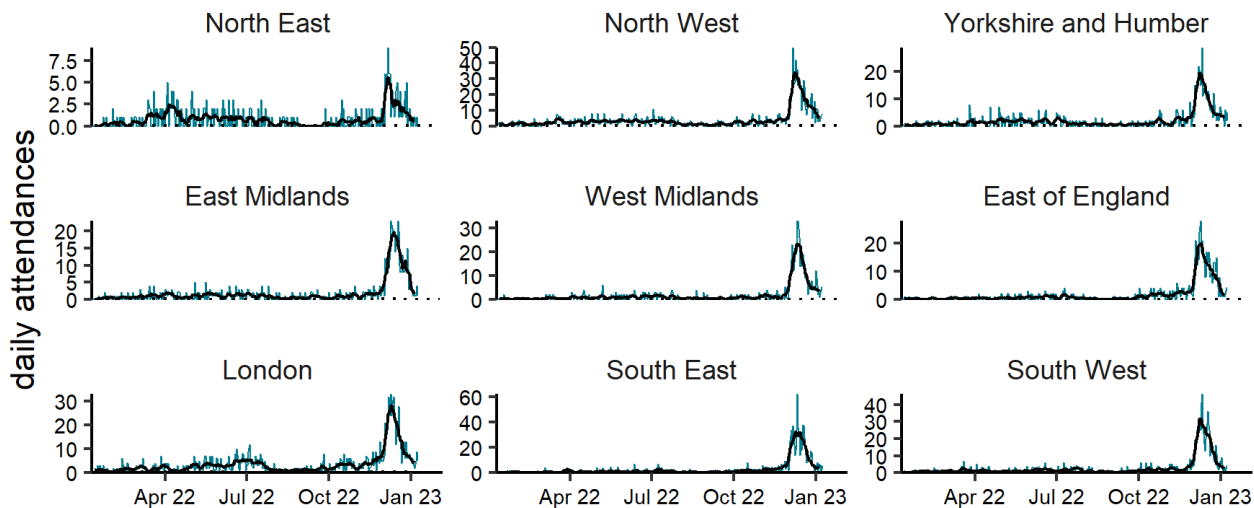 North East
North West
Yorkshire and Humber
7.5
5.0
2.5
0.0
50
40
30
20
10
0
20
10
0
daily attendances
East Midlands
West Midlands
East of England
20
15
10
5
0
30
20
10
0
20
10
0
London
South East
South West
30
20
10
0
60
40
20
0
40
30
20
10
0
Apr 22 Jul 22 Oct 22 Jan 23
Apr 22 Jul 22 Oct 22 Jan 23
Apr 22 Jul 22 Oct 22 Jan 23